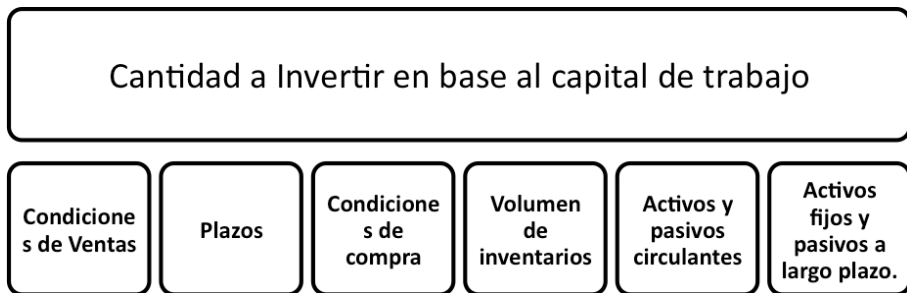 Cantidad a Invertir en base al capital de trabajo
Condicione
s de Ventas
Plazos
Condicione
s de
compra
Volumen
de
inventarios
Activos y
pasivos
circulantes
Activos
fijos y
pasivos a
largo plazo.